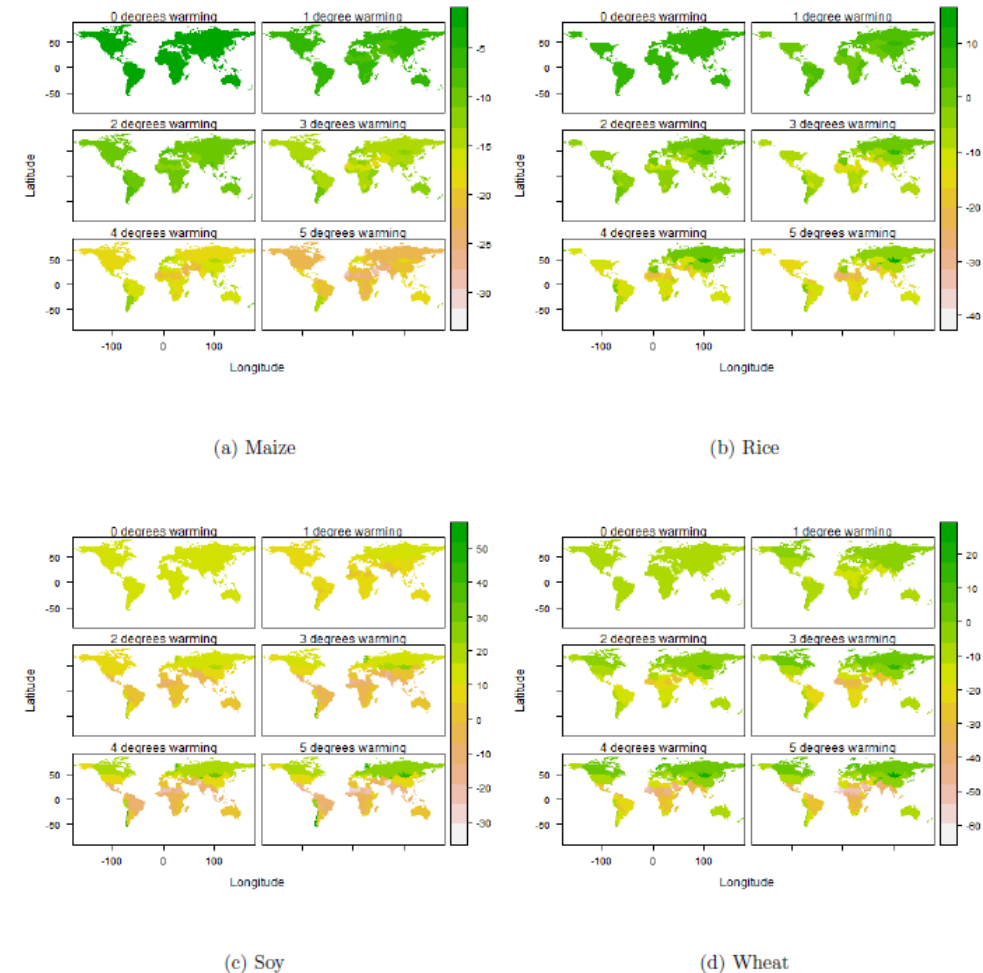 0 degrees warming
1 degree warming
50
0
-50
2 degrees warming
3 degrees warming
Latitude
4 degrees warming
5 degrees warming
50
0
-50
-100
0
100
Longitude
-5
-10
-15
-20
-25
-30
(a) Maize
0 degrees warming
1 degree warming
50
0
-50
2 degrees warming
3 degrees warming
Latitude
4 degrees warming
5 degrees warming
50
0
-50
-100
0
100
Longitude
10
0
-10
-20
-30
-40
(b) Rice
0 degrees warming
1 degree warming
50
0
-50
2 degrees warming
3 degrees warming
Latitude
4 degrees warming
5 degrees warming
50
0
-50
-100
0
100
Longitude
50
40
30
20
10
0
-10
-20
-30
(c) Soy
0 degrees warming
1 degree warming
50
0
-50
2 degrees warming
3 degrees warming
Latitude
4 degrees warming
5 degrees warming
50
0
-50
-100
0
100
Longitude
20
10
0
-10
-20
-30
-40
-50
-60
(d) Wheat